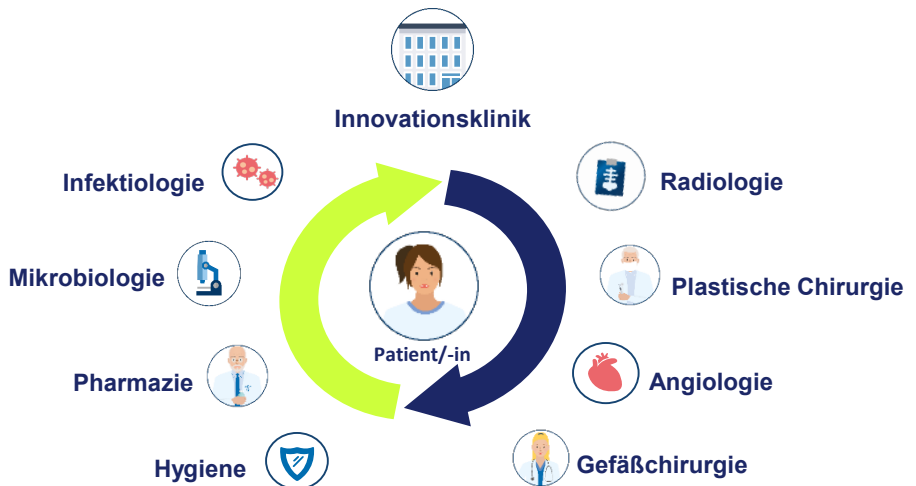 Innovationsklinik
Infektiologie
Radiologie
Mikrobiologie
Plastische Chirurgie
Patient/-in
Pharmazie
Angiologie
Hygiene
Gefäßchirurgie